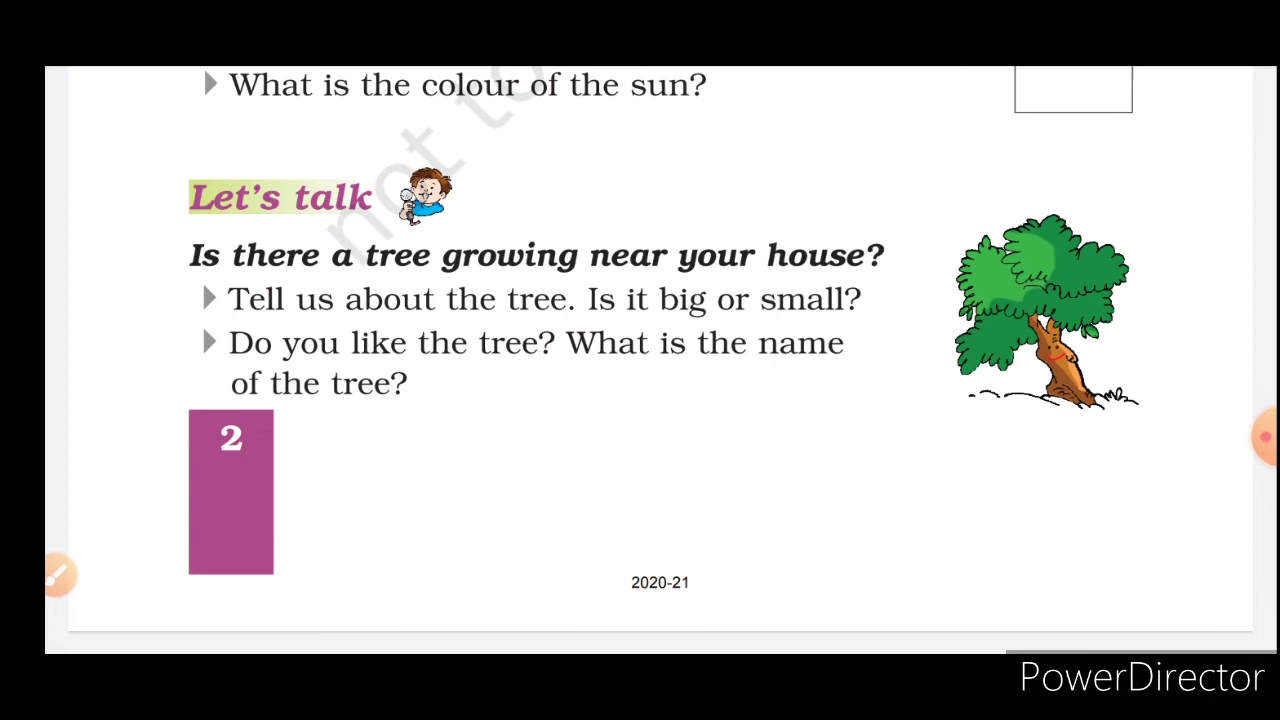 What is the colour of the sun?
not to
Let's talk
Is there a tree growing near your house?
Tell us about the tree. Is it big or small?
Do you like the tree? What is the name
of the tree?
2
2020-21
PowerDirector